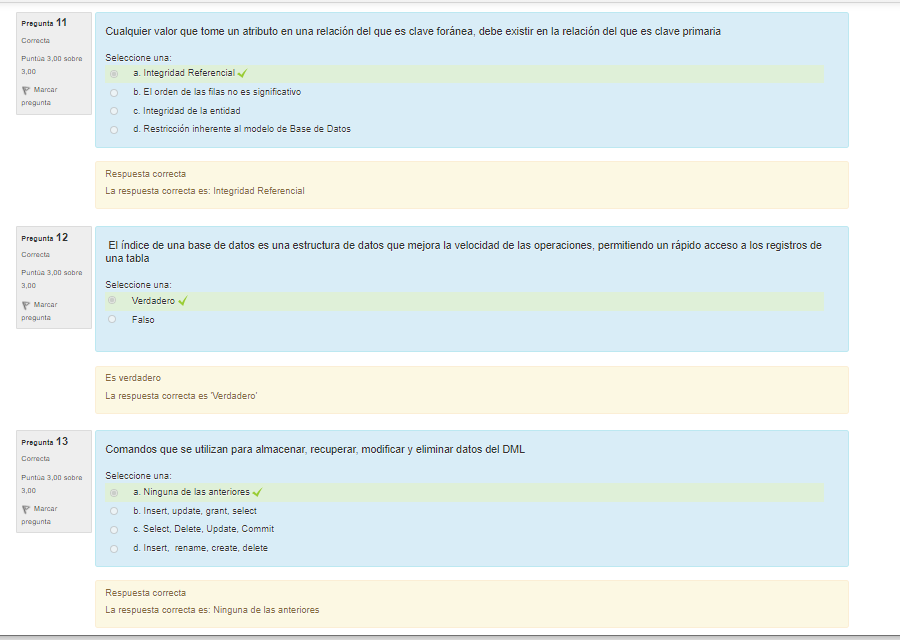 Pregunta 11
Correcta
Puntúa 3,00 sobre
3,00
Marcar
pregunta
Cualquier valor que tome un atributo en una relación del que es clave foránea, debe existir en la relación del que es clave primaria
Seleccione una:
a. Integridad Referencial
b. El orden de las filas no es significativo
c. Integridad de la entidad
d. Restricción inherente al modelo de Base de Datos
Respuesta correcta
La respuesta correcta es: Integridad Referencial
Pregunta 12
Correcta
Puntúa 3,00 sobre
3,00
Marcar
pregunta
El índice de una base de datos es una estructura de datos que mejora la velocidad de las operaciones, permitiendo un rápido acceso a los registros de
una tabla
Seleccione una:
Verdadero
Falso
Es verdadero
La respuesta correcta es 'Verdadero'
Pregunta 13
Correcta
Puntúa 3,00 sobre
3,00
Marcar
pregunta
Comandos que se utilizan para almacenar, recuperar, modificar y eliminar datos del DML
Seleccione una:
a. Ninguna de las anteriores
b. Insert, update, grant, select
c. Select, Delete, Update, Commit
d. Insert, rename, create, delete
Respuesta correcta
La respuesta correcta es: Ninguna de las anteriores